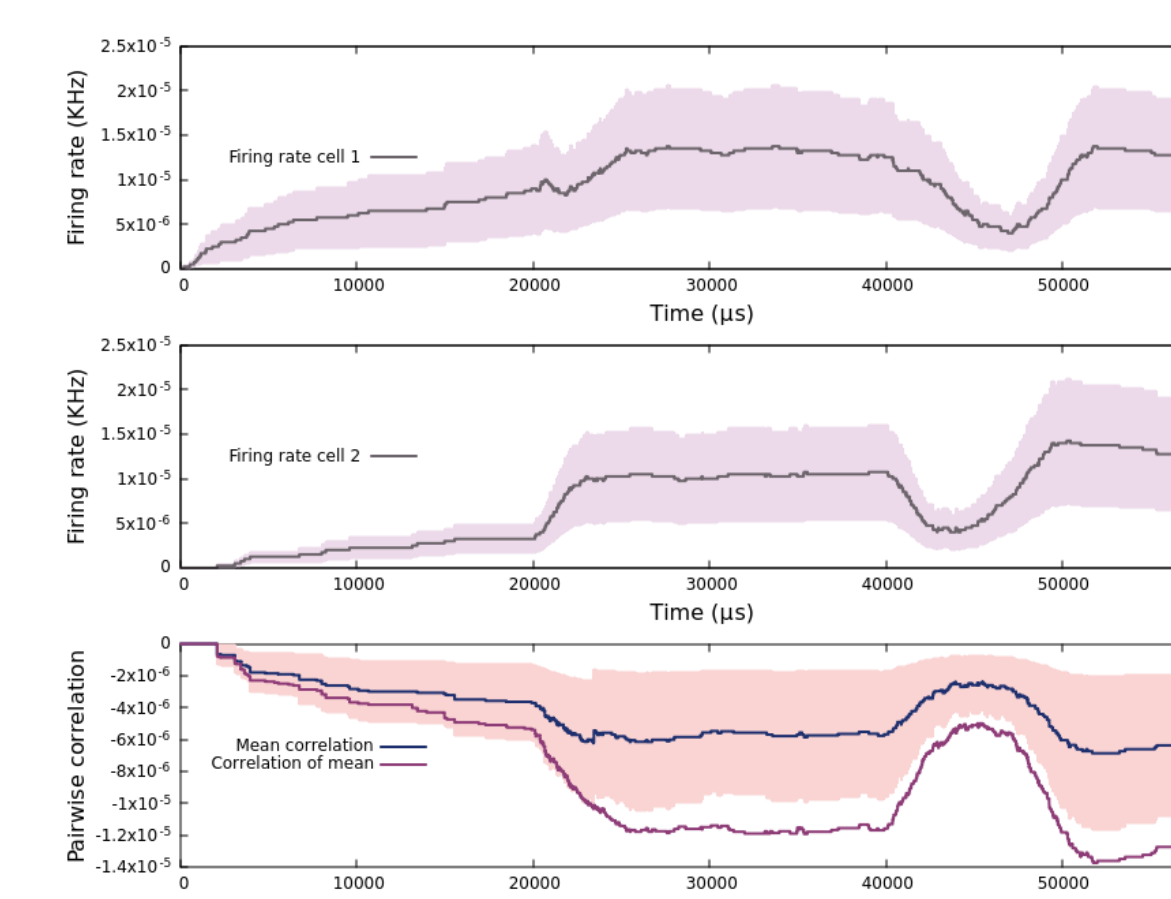 2.5x10⁻⁵
2x10⁻⁵
1.5x10⁻⁵
1x10⁻⁵
5x10⁻⁶
0
Firing rate (KHz)
Firing rate cell 1
0 10000 20000 30000 40000 50000
Time (μs)
2.5x10⁻⁵
2x10⁻⁵
1.5x10⁻⁵
1x10⁻⁵
5x10⁻⁶
0
Firing rate (KHz)
Firing rate cell 2
0 10000 20000 30000 40000 50000
Time (μs)
0
-2x10⁻⁶
-4x10⁻⁶
-6x10⁻⁶
-8x10⁻⁶
-1x10⁻⁵
-1.2x10⁻⁵
-1.4x10⁻⁵
Pairwise correlation
Mean correlation
Correlation of mean
0 10000 20000 30000 40000 50000